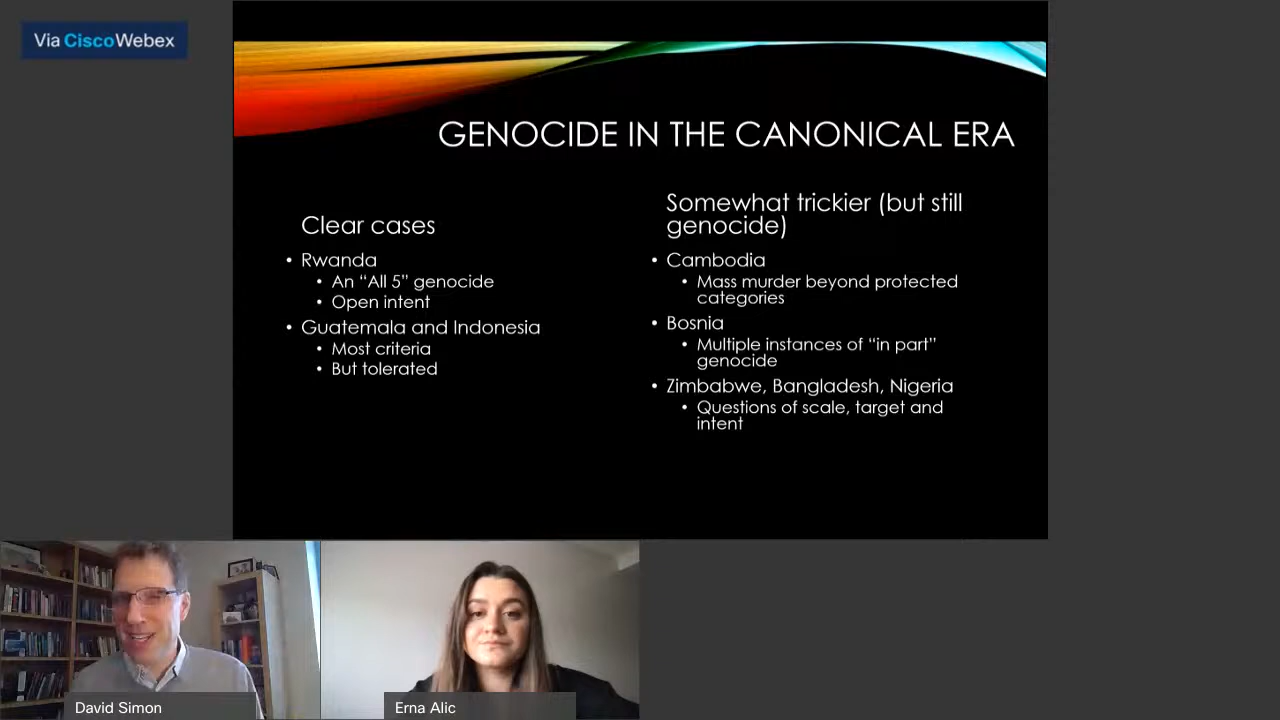 Via CiscoWebex
GENOCIDE IN THE CANONICAL ERA
Clear cases
• Rwanda
• An “All 5” genocide
• Open intent
• Guatemala and Indonesia
• Most criteria
• But tolerated
Somewhat trickier (but still
genocide)
• Cambodia
• Mass murder beyond protected
categories
• Bosnia
• Multiple instances of “in part”
genocide
• Zimbabwe, Bangladesh, Nigeria
• Questions of scale, target and
intent
David Simon
Erna Alic